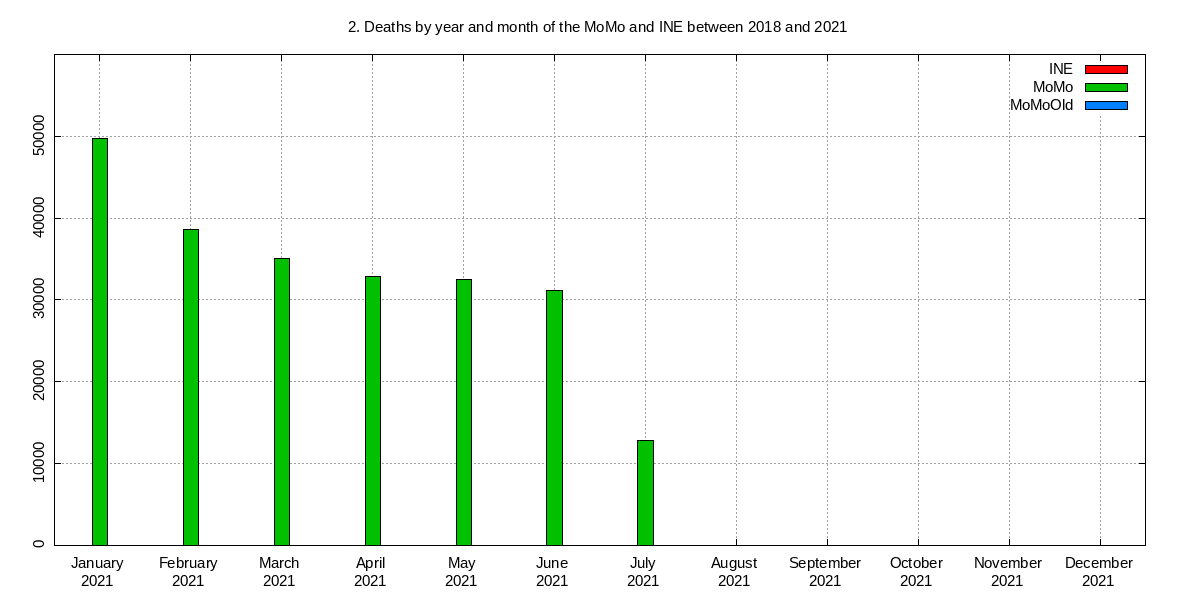 2. Deaths by year and month of the MoMo and INE between 2018 and 2021
INE
MoMo
MoMoOld
50000
40000
30000
20000
10000
0
January February March April May June July August September October November December
2021 2021 2021 2021 2021 2021 2021 2021 2021 2021 2021 2021